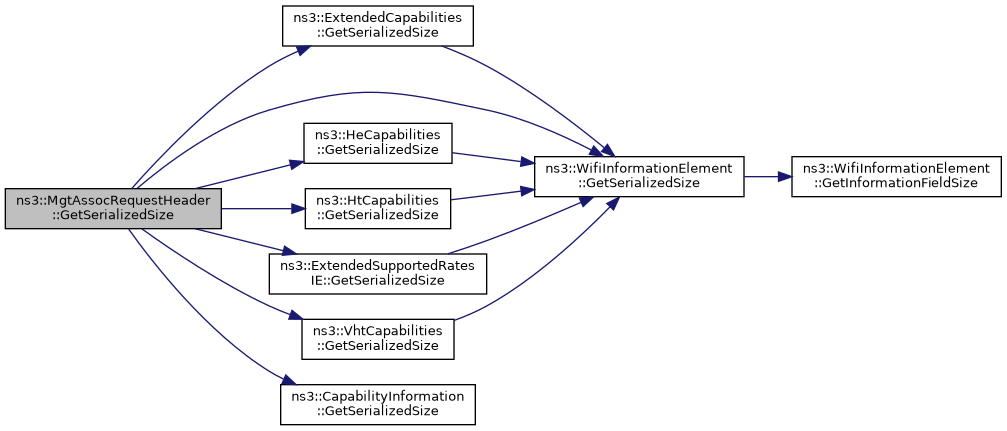 ns3::ExtendedCapabilities
::GetSerializedSize
ns3::HeCapabilities
::GetSerializedSize
ns3::WifiInformationElement
::GetSerializedSize
ns3::WifiInformationElement
::GetInformationFieldSize
ns3::MgtAssocRequestHeader
::GetSerializedSize
ns3::HtCapabilities
::GetSerializedSize
ns3::ExtendedSupportedRates
IE::GetSerializedSize
ns3::VhtCapabilities
::GetSerializedSize
ns3::CapabilityInformation
::GetSerializedSize